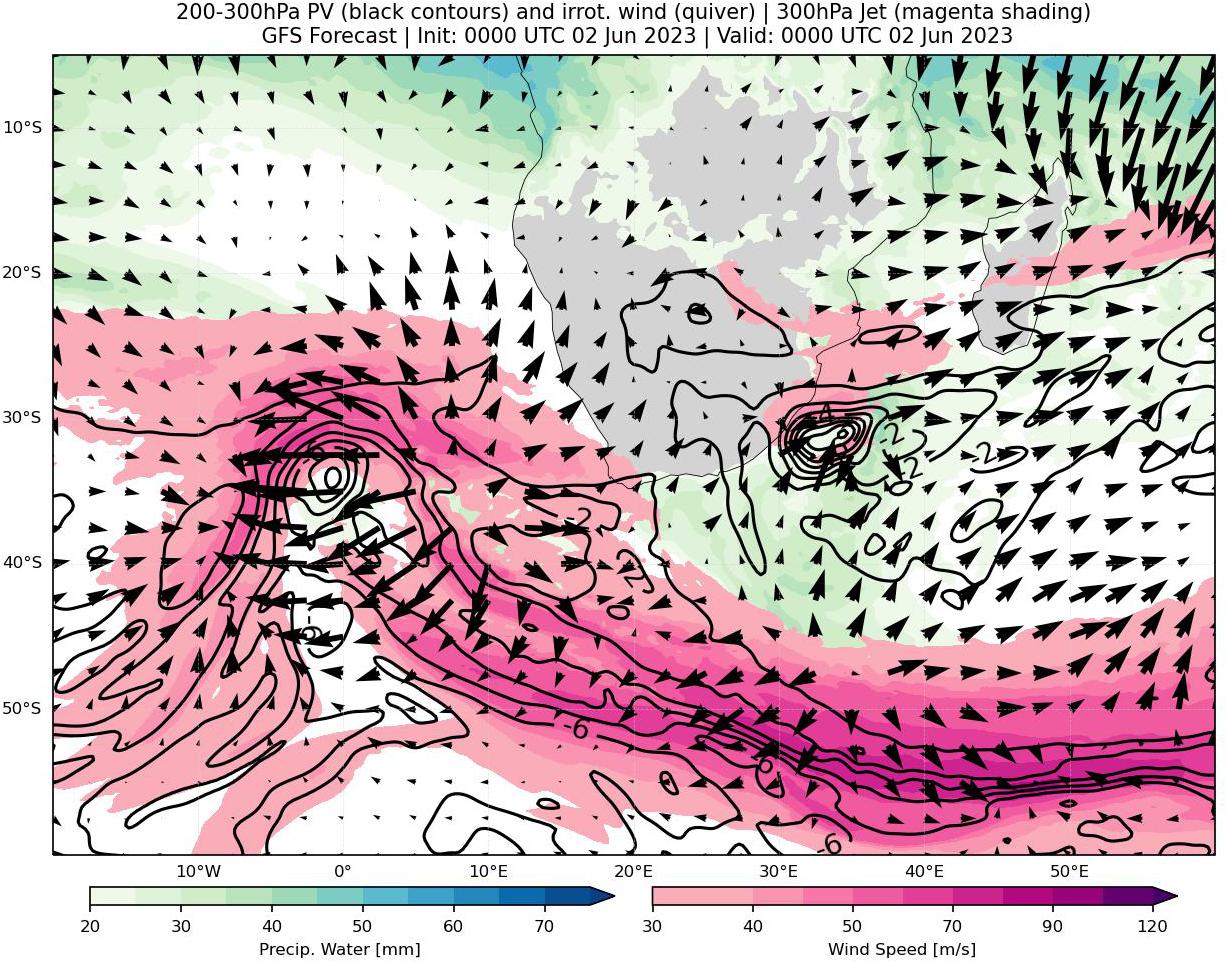 200-300hPa PV (black contours) and irrot. wind (quiver) | 300hPa Jet (magenta shading)
GFS Forecast | Init: 0000 UTC 02 Jun 2023 | Valid: 0000 UTC 02 Jun 2023
10°S
20°S
30°S
40°S
50°S
-2
-2
-2
-2
-2
-6
-6
-6
10°W
0°
10°E
20°E
30°E
40°E
50°E
20
30
40
50
60
70
Precip. Water [mm]
30
40
50
70
90
120
Wind Speed [m/s]